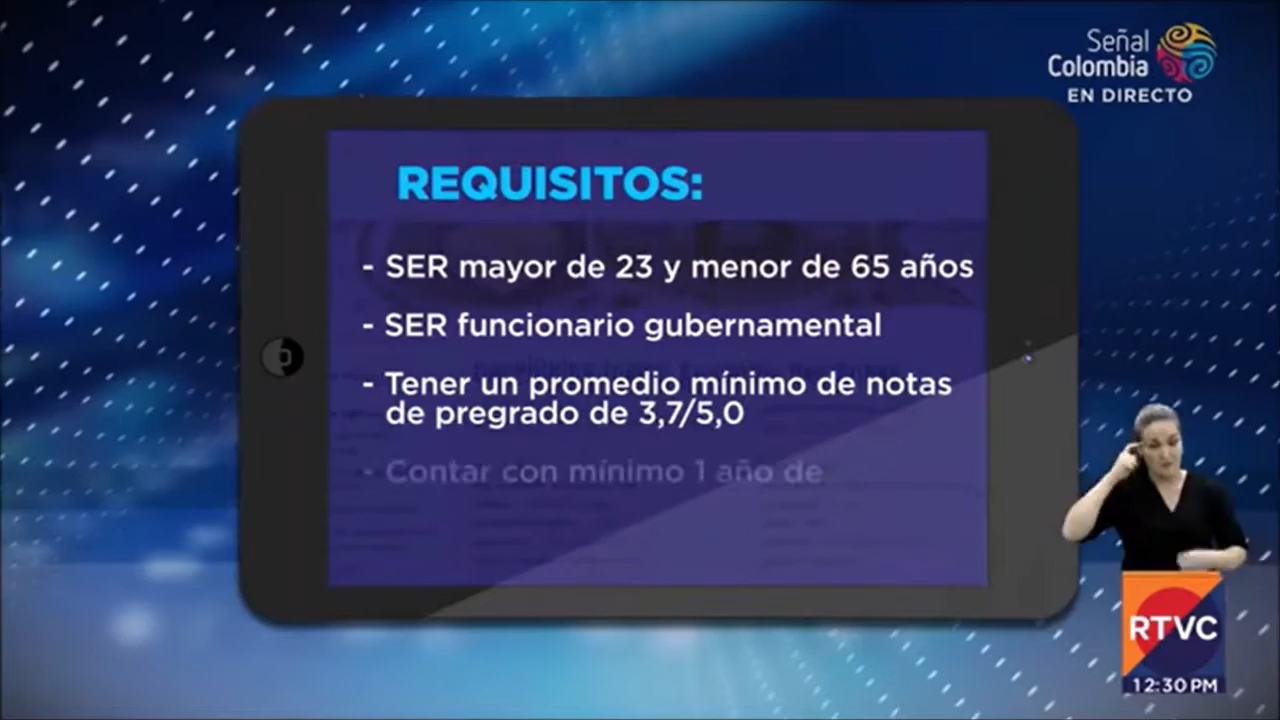 Señal
Colombia
EN DIRECTO
REQUISITOS:
- SER mayor de 23 y menor de 65 años
- SER funcionario gubernamental
- Tener un promedio mínimo de notas
de pregrado de 3,7/5,0
- Contar con mínimo 1 año de
RTVC
12:30 PM